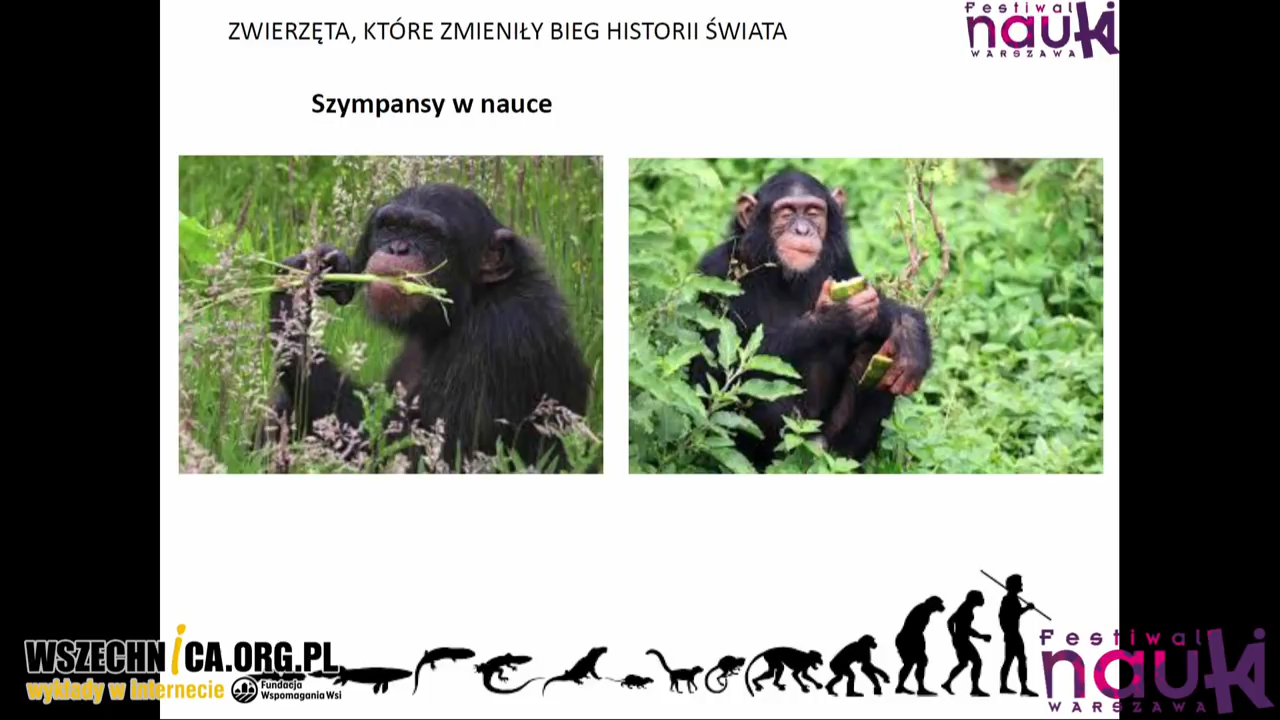 ZWIERZĘTA, KTÓRE ZMIENIŁY BIEG HISTORII ŚWIATA
Festiwal
nauki
WARSZAWA
Szympansy w nauce
WSZECHNiCA.ORG.PL
wykłady w Internecie
Fundacja
Wspomagania Wsi
Festiwal
nauki
WARSZAWA